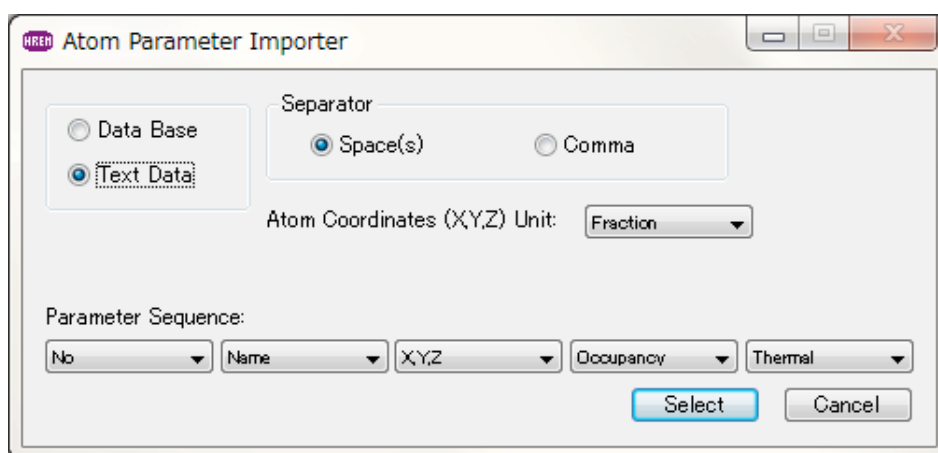 HREM Atom Parameter Importer
Data Base
Text Data
Separator
Space(s) Comma
Atom Coordinates (X,Y,Z) Unit: Fraction
Parameter Sequence:
No Name X,Y,Z Occupancy Thermal
Select Cancel